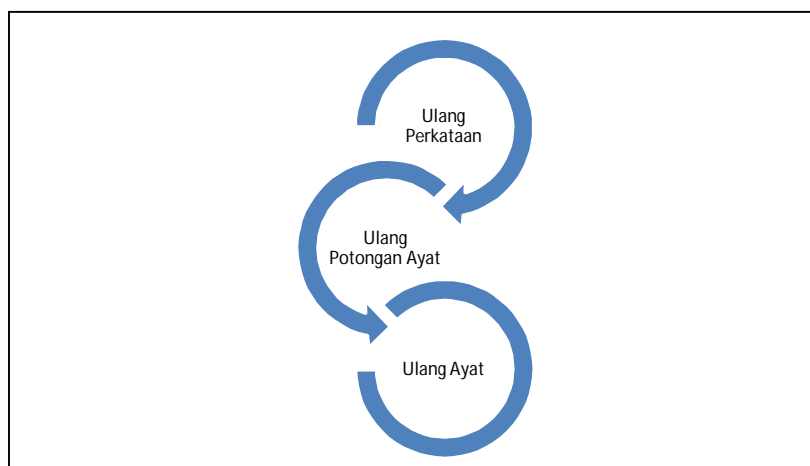 Ulang
Perkataan
Ulang
Potongan Ayat
Ulang Ayat